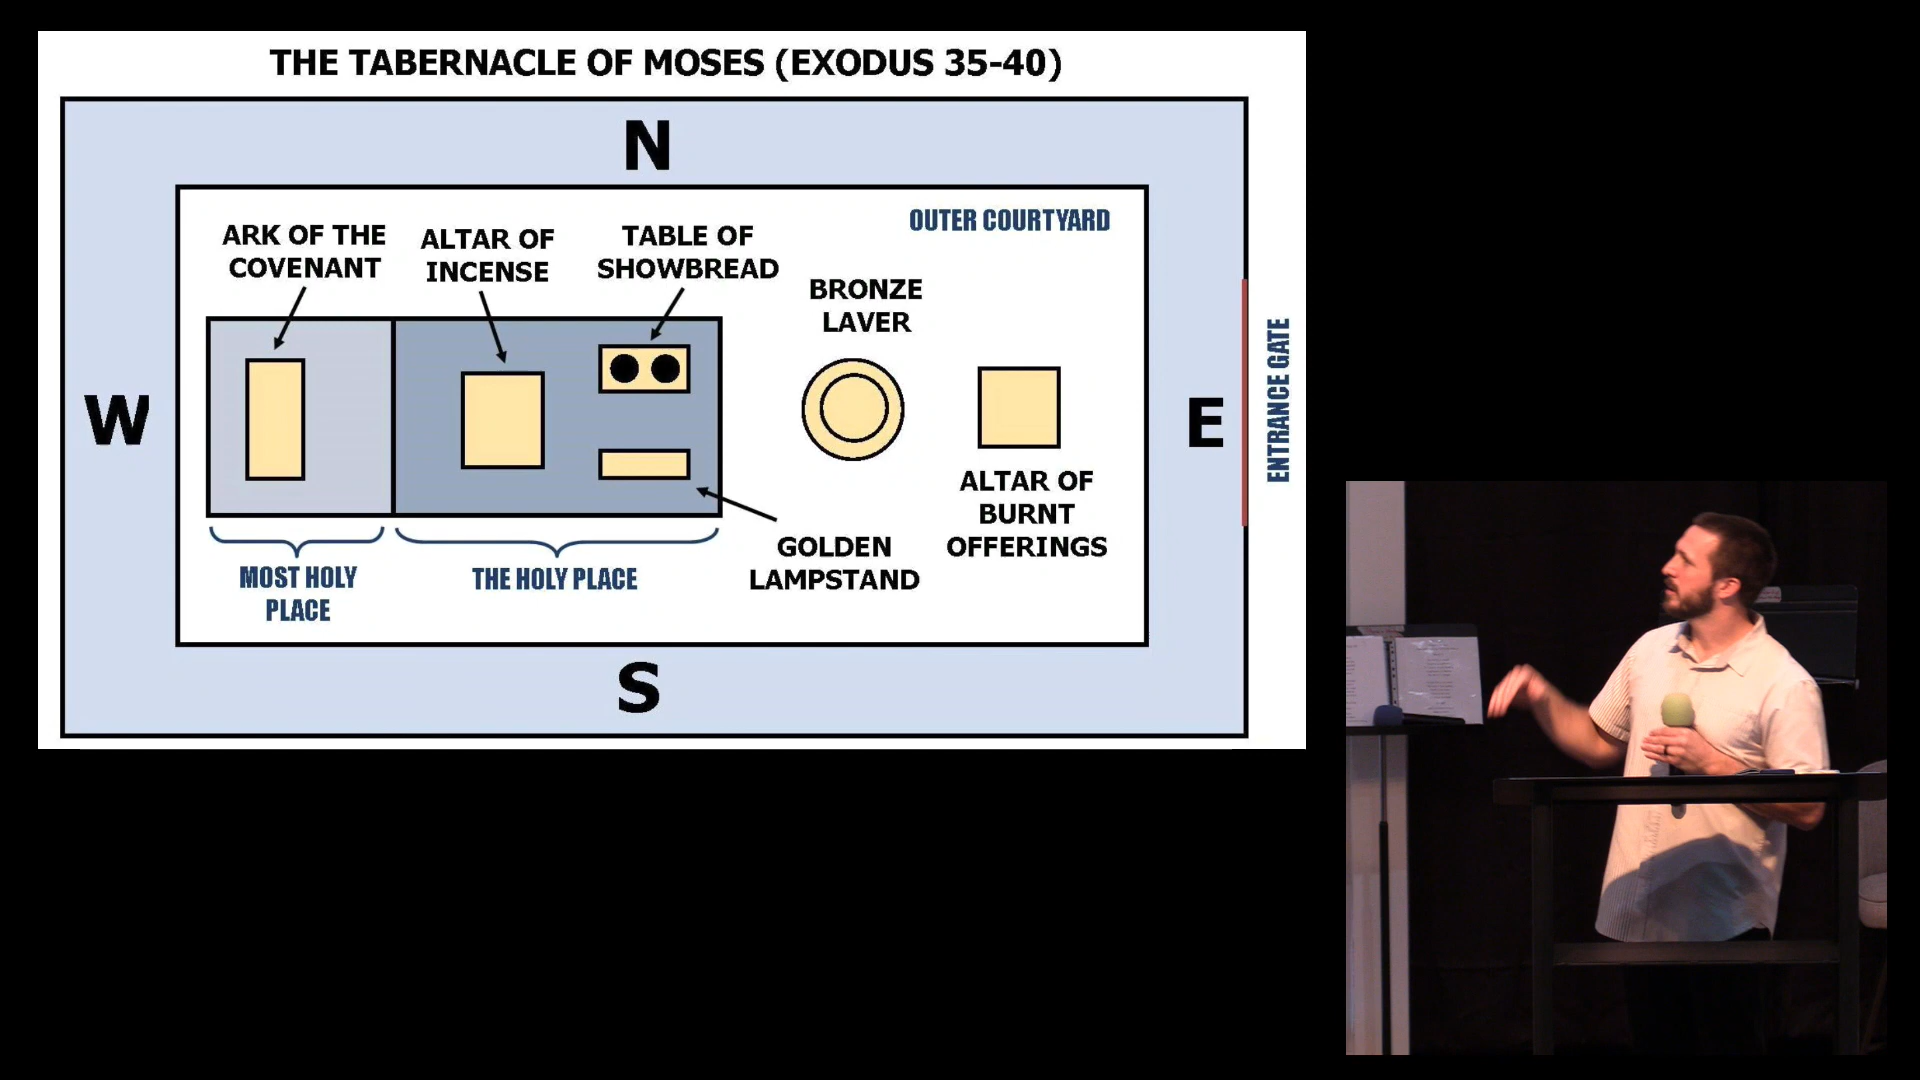 THE TABERNACLE OF MOSES (EXODUS 35-40)
N
OUTER COURTYARD
ARK OF THE
COVENANT
ALTAR OF
INCENSE
TABLE OF
SHOWBREAD
BRONZE
LAVER
W
E
ENTRANCE GATE
ALTAR OF
BURNT
OFFERINGS
GOLDEN
LAMPSTAND
MOST HOLY
PLACE
THE HOLY PLACE
S